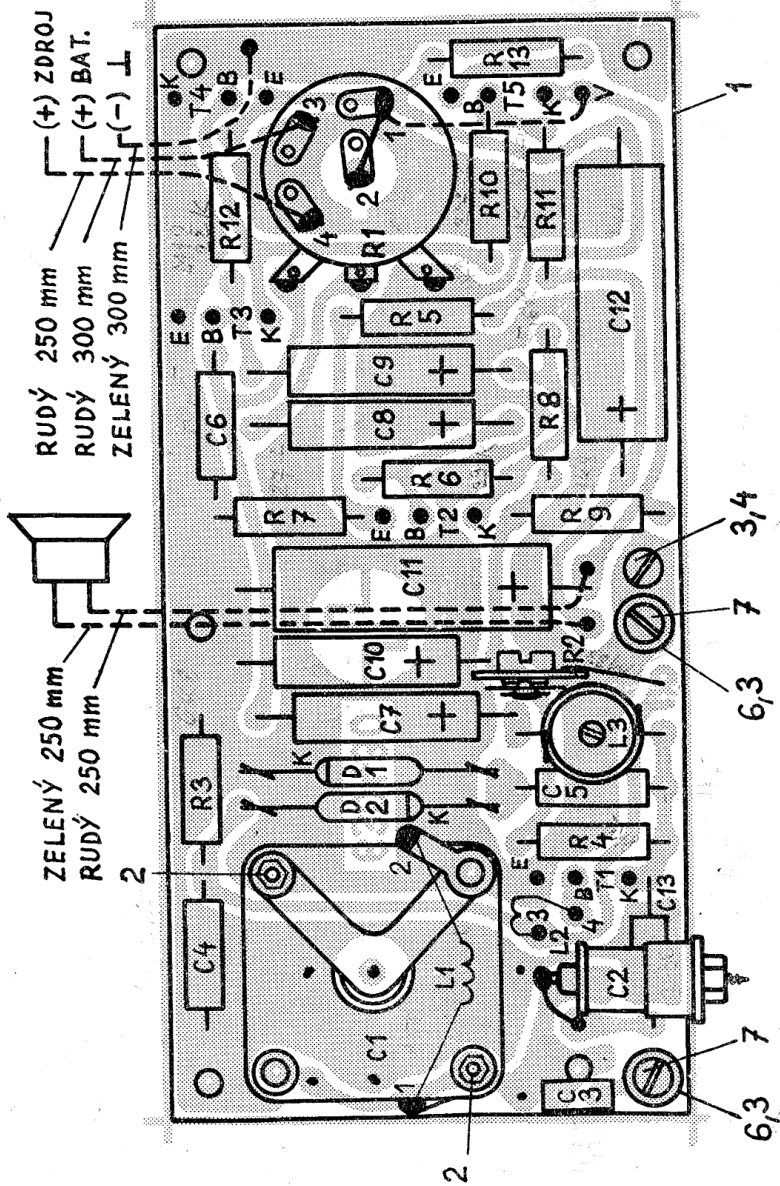 RUDÝ 250 mm
RUDÝ 300 mm
ZELENÝ 300 mm
(+) ZDROJ
(+) BAT.
(-) ⊥
ZELENÝ 250 mm
RUDÝ 250 mm
2
C4
R3
C6
R12
K
T4
B
E
E
B
T3
K
R7
C1
1
2
L1
D1
K
D2
K
C7
C10
C11
C8
C9
R5
R6
R1
1
2
3
4
E
B
T2
K
R10
R11
R13
E
B
T5
K
V
C3
C2
L2
3
4
E
B
T1
K
C13
R4
C5
L3
R2
R9
R8
C12
2
7
6,3
7
6,3
3,4
1